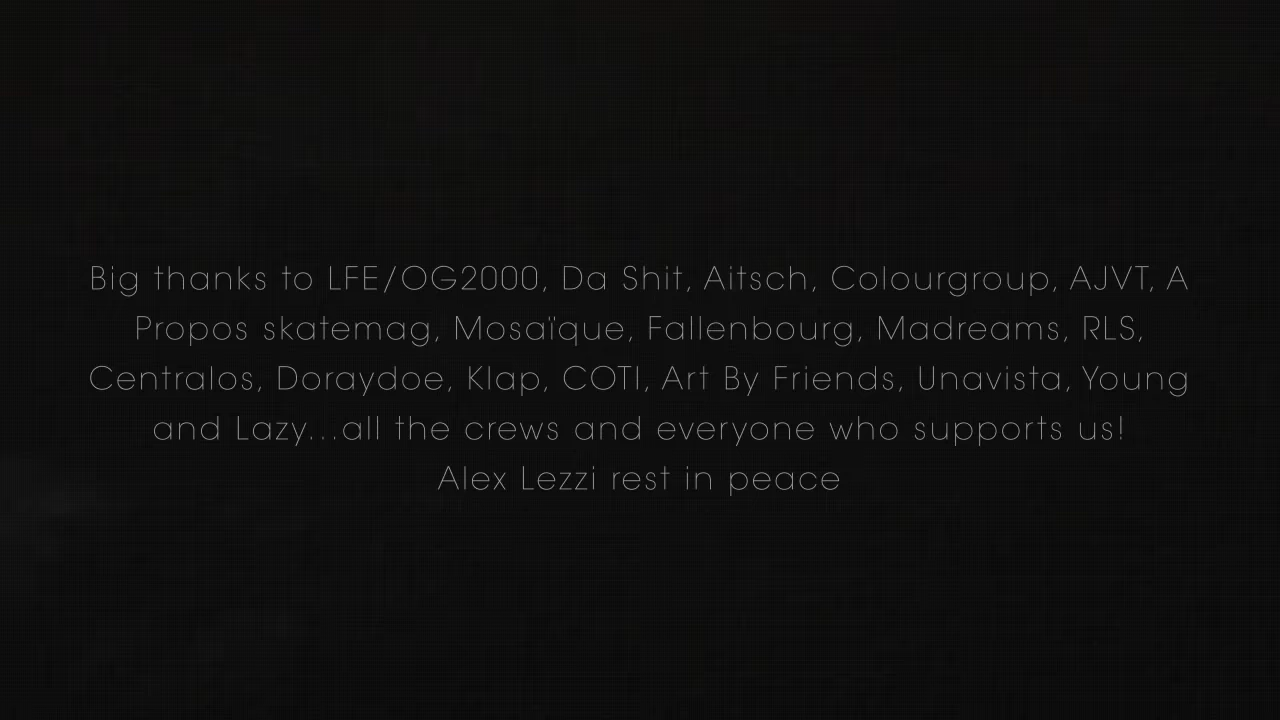 Big thanks to LFE/OG2000, Da Shit, Aitsch, Colourgroup, AJVT, A
Propos skatemag, Mosaïque, Fallenbourg, Madreams, RLS,
Centralos, Doraydoe, Klap, COTI, Art By Friends, Unavista, Young
and Lazy...all the crews and everyone who supports us!
Alex Lezzi rest in peace